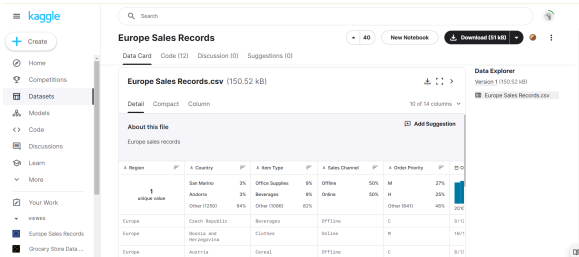 kaggle
Search
Create
Home
Competitions
Datasets
Models
Code
Discussions
Learn
More
Your Work
VIEWED
Europe Sales Records
Grocery Store Data ...
Europe Sales Records
40
New Notebook
Download (51 kB)
Data Card Code (12) Discussion (0) Suggestions (0)
Europe Sales Records.csv (150.52 kB)
Detail Compact Column
10 of 14 columns
About this file
Add Suggestion
Europe sales records
A Region A Country A Item Type A Sales Channel A Order Priority
1
unique value
San Marino 3% Office Supplies 9% Offline 50% M 27%
Andorra 3% Beverages 9% Online 50% H 25%
Other (1250) 94% Other (1086) 82% Other (641) 48%
2010
Europe Czech Republic Beverages Offline C
Europe Bosnia and Herzegovina Clothes Online M
Europe Austria Cereal Offline C
Data Explorer
Version 1 (150.52 kB)
Europe Sales Records.csv